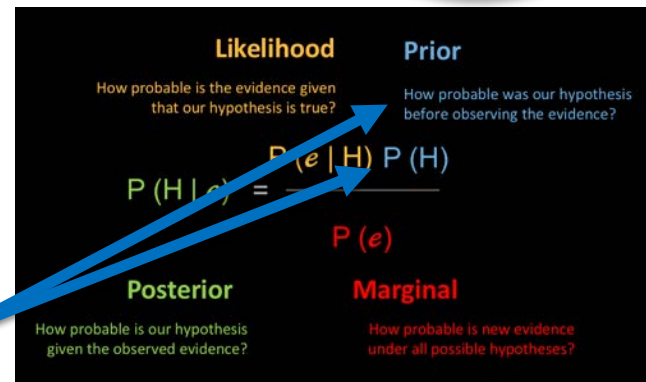 Likelihood
Prior
How probable is the evidence given
that our hypothesis is true?
How probable was our hypothesis
before observing the evidence?
P (e | H) P (H)
P (H | e) =
P (e)
Posterior
Marginal
How probable is our hypothesis
given the observed evidence?
How probable is new evidence
under all possible hypotheses?